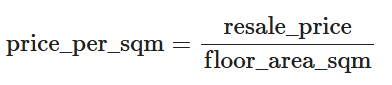 price_per_sqm = resale_price / floor_area_sqm